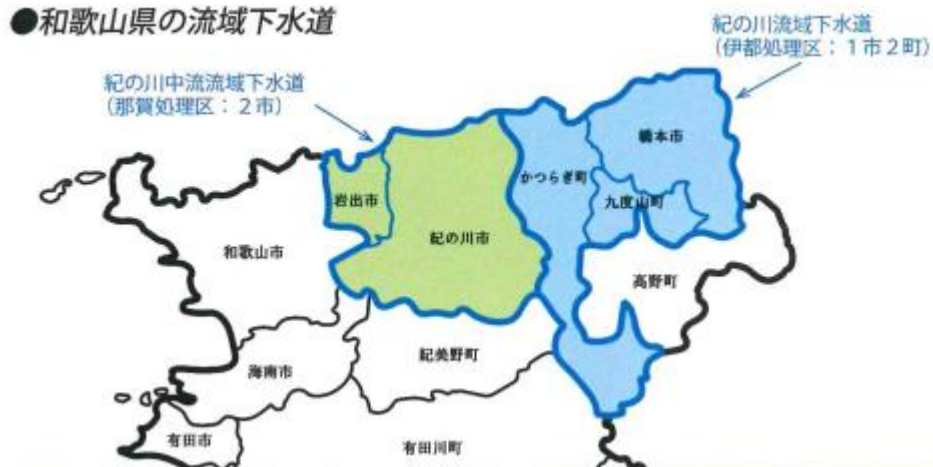 ●和歌山県の流域下水道
紀の川流域下水道
(伊都処理区:1市2町)
紀の川中流流域下水道
(那賀処理区:2市)
橋本市
かつらぎ町
岩出市
九度山町
紀の川市
和歌山市
高野町
紀美野町
海南市
有田市
有田川町